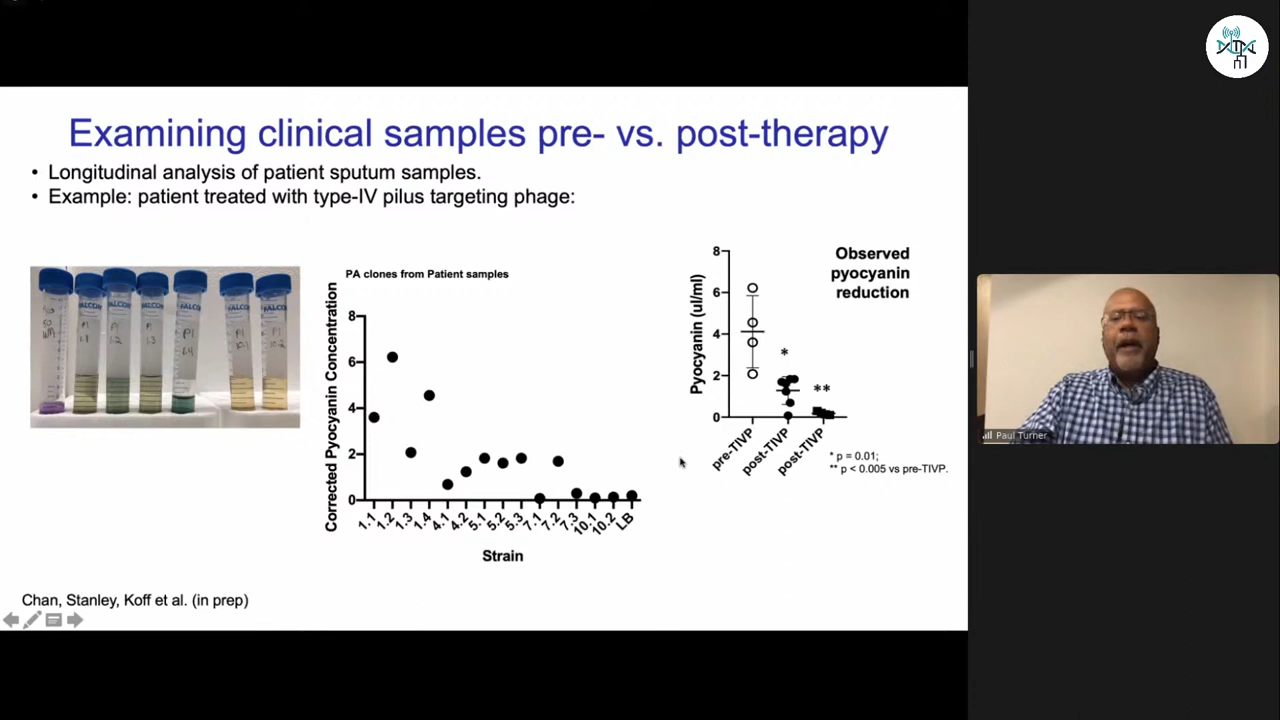 Examining clinical samples pre- vs. post-therapy
• Longitudinal analysis of patient sputum samples.
• Example: patient treated with type-IV pilus targeting phage:
PA clones from Patient samples
Corrected Pyocyanin Concentration
8
6
4
2
0
1.1
1.2
1.3
1.4
4.1
4.2
5.1
5.2
5.3
7.1
7.2
7.3
10.1
10.2
LB
Strain
Observed
pyocyanin
reduction
Pyocyanin (ul/ml)
8
6
4
2
0
*
**
pre-TIVP
post-TIVP
post-TIVP
* p = 0.01;
** p < 0.005 vs pre-TIVP.
Chan, Stanley, Koff et al. (in prep)
Paul Turner